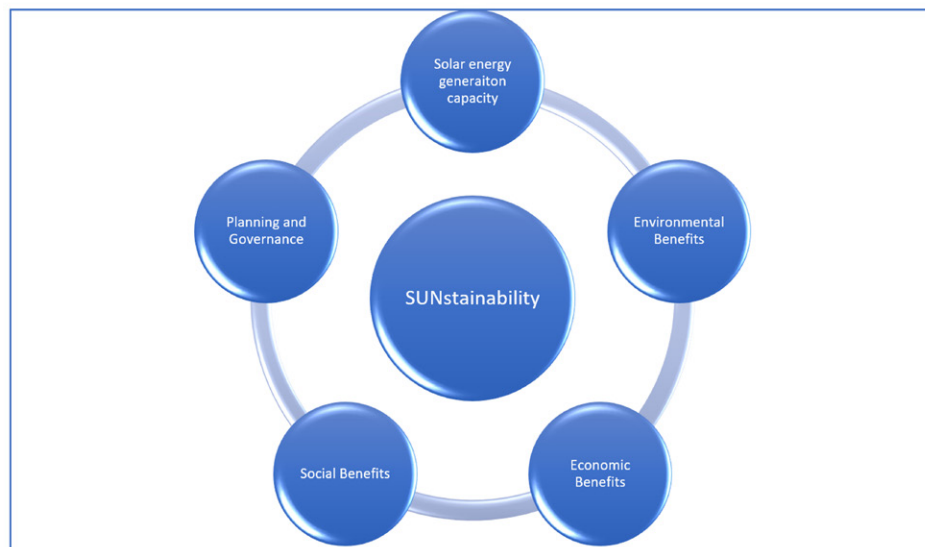 Solar energy
generaiton
capacity
Planning and
Governance
Environmental
Benefits
SUNstainability
Social Benefits
Economic
Benefits